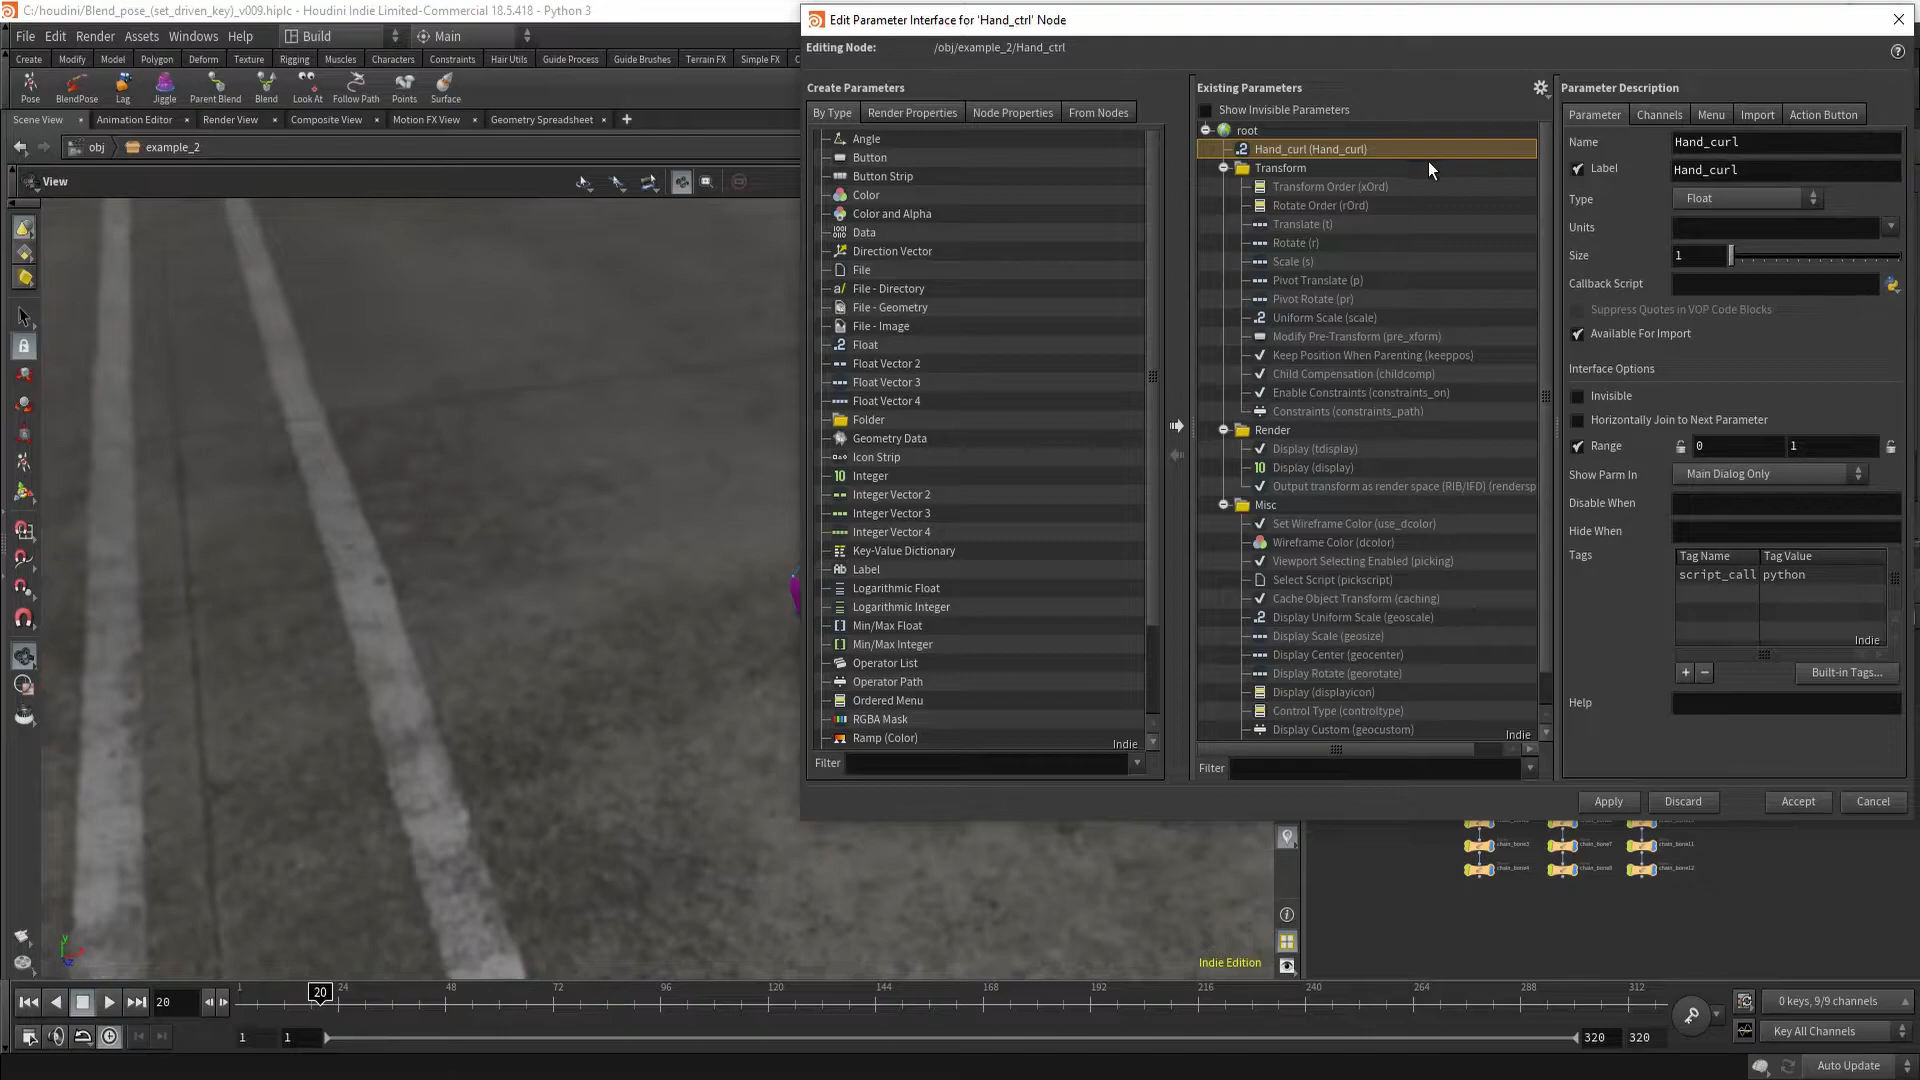 C:/houdini/Blend_pose_(set_driven_key)_v009.hiplc - Houdini Indie Limited-Commercial 18.5.418 - Python 3
File Edit Render Assets Windows Help Build Main
Create Modify Model Polygon Deform Texture Rigging Muscles Characters Constraints Hair Utils Guide Process Guide Brushes Terrain FX Simple FX
Pose BlendPose Lag Jiggle Parent Blend Blend Look At Follow Path Points Surface
Scene View Animation Editor Render View Composite View Motion FX View Geometry Spreadsheet
obj example_2
View
Edit Parameter Interface for 'Hand_ctrl' Node
Editing Node: /obj/example_2/Hand_ctrl
Create Parameters
By Type Render Properties Node Properties From Nodes
Angle
Button
Button Strip
Color
Color and Alpha
Data
Direction Vector
File
File - Directory
File - Geometry
File - Image
Float
Float Vector 2
Float Vector 3
Float Vector 4
Folder
Geometry Data
Icon Strip
Integer
Integer Vector 2
Integer Vector 3
Integer Vector 4
Key-Value Dictionary
Label
Logarithmic Float
Logarithmic Integer
Min/Max Float
Min/Max Integer
Operator List
Operator Path
Ordered Menu
RGBA Mask
Ramp (Color)
Indie
Filter
Existing Parameters
Show Invisible Parameters
root
Hand_curl (Hand_curl)
Transform
Transform Order (xOrd)
Rotate Order (rOrd)
Translate (t)
Rotate (r)
Scale (s)
Pivot Translate (p)
Pivot Rotate (pr)
Uniform Scale (scale)
Modify Pre-Transform (pre_xform)
Keep Position When Parenting (keeppos)
Child Compensation (childcomp)
Enable Constraints (constraints_on)
Constraints (constraints_path)
Render
Display (tdisplay)
Display (display)
Output transform as render space (RIB/IFD) (rendersp
Misc
Set Wireframe Color (use_dcolor)
Wireframe Color (dcolor)
Viewport Selecting Enabled (picking)
Select Script (pickscript)
Cache Object Transform (caching)
Display Uniform Scale (geoscale)
Display Scale (geosize)
Display Center (geocenter)
Display Rotate (georotate)
Display (displayicon)
Control Type (controltype)
Display Custom (geocustom)
Indie
Filter
Parameter Description
Parameter Channels Menu Import Action Button
Name Hand_curl
Label Hand_curl
Type Float
Units
Size 1
Callback Script
Suppress Quotes in VOP Code Blocks
Available For Import
Interface Options
Invisible
Horizontally Join to Next Parameter
Range 0 1
Show Parm In Main Dialog Only
Disable When
Hide When
Tags Tag Name Tag Value
script_call python
Indie
+ − Built-in Tags...
Help
Apply Discard Accept Cancel
Indie Edition
20 1 20 24 48 72 96 120 144 168 192 216 240 264 288 312
0 keys, 9/9 channels
1 1 320 320
Key All Channels
Auto Update